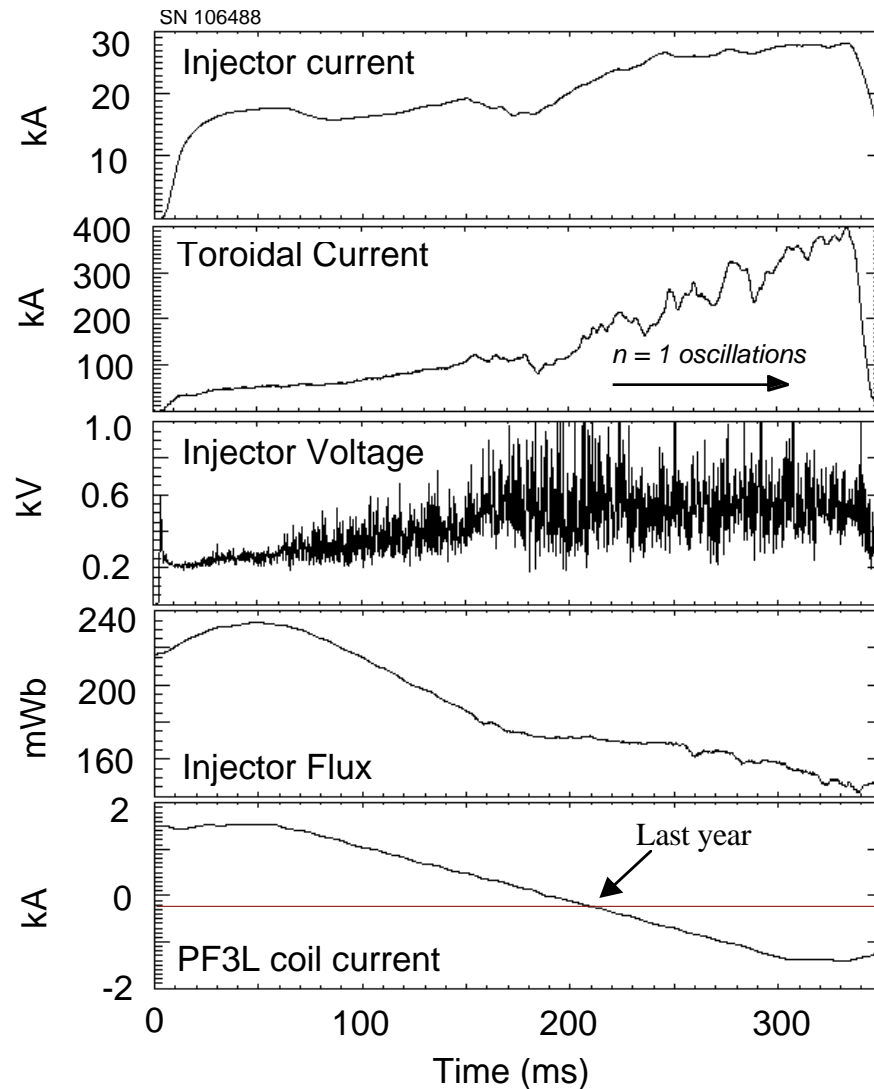 SN 106488
30
Injector current
20
kA
10
400
Toroidal Current
300
kA
200
n = 1 oscillations
100
1.0
Injector Voltage
kV
0.6
0.2
240
mWb
200
160
Injector Flux
2
Last year
kA
0
PF3L coil current
-2
0
100
200
300
Time (ms)